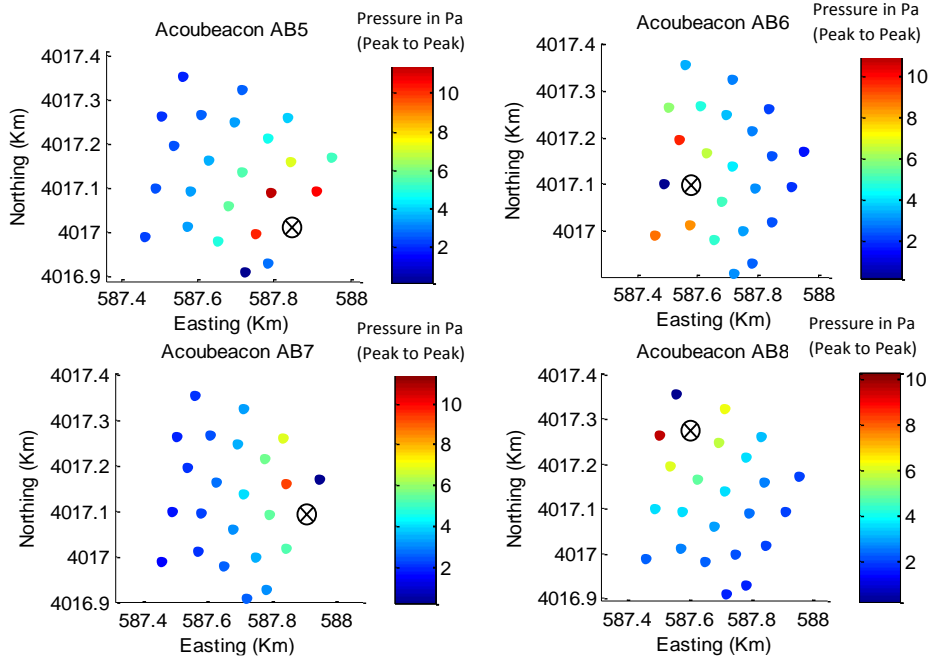 Acoubeacon AB5
Pressure in Pa
(Peak to Peak)
4017.4
4017.3
4017.2
4017.1
4017
4016.9
Northing (Km)
587.4 587.6 587.8 588
Easting (Km)
10
8
6
4
2
Acoubeacon AB6
Pressure in Pa
(Peak to Peak)
4017.4
4017.3
4017.2
4017.1
4017
Northing (Km)
587.4 587.6 587.8 588
Easting (Km)
10
8
6
4
2
Acoubeacon AB7
Pressure in Pa
(Peak to Peak)
4017.4
4017.3
4017.2
4017.1
4017
4016.9
Northing (Km)
587.4 587.6 587.8 588
Easting (Km)
10
8
6
4
2
Acoubeacon AB8
Pressure in Pa
(Peak to Peak)
4017.4
4017.3
4017.2
4017.1
4017
4016.9
Northing (Km)
587.4 587.6 587.8 588
Easting (Km)
10
8
6
4
2